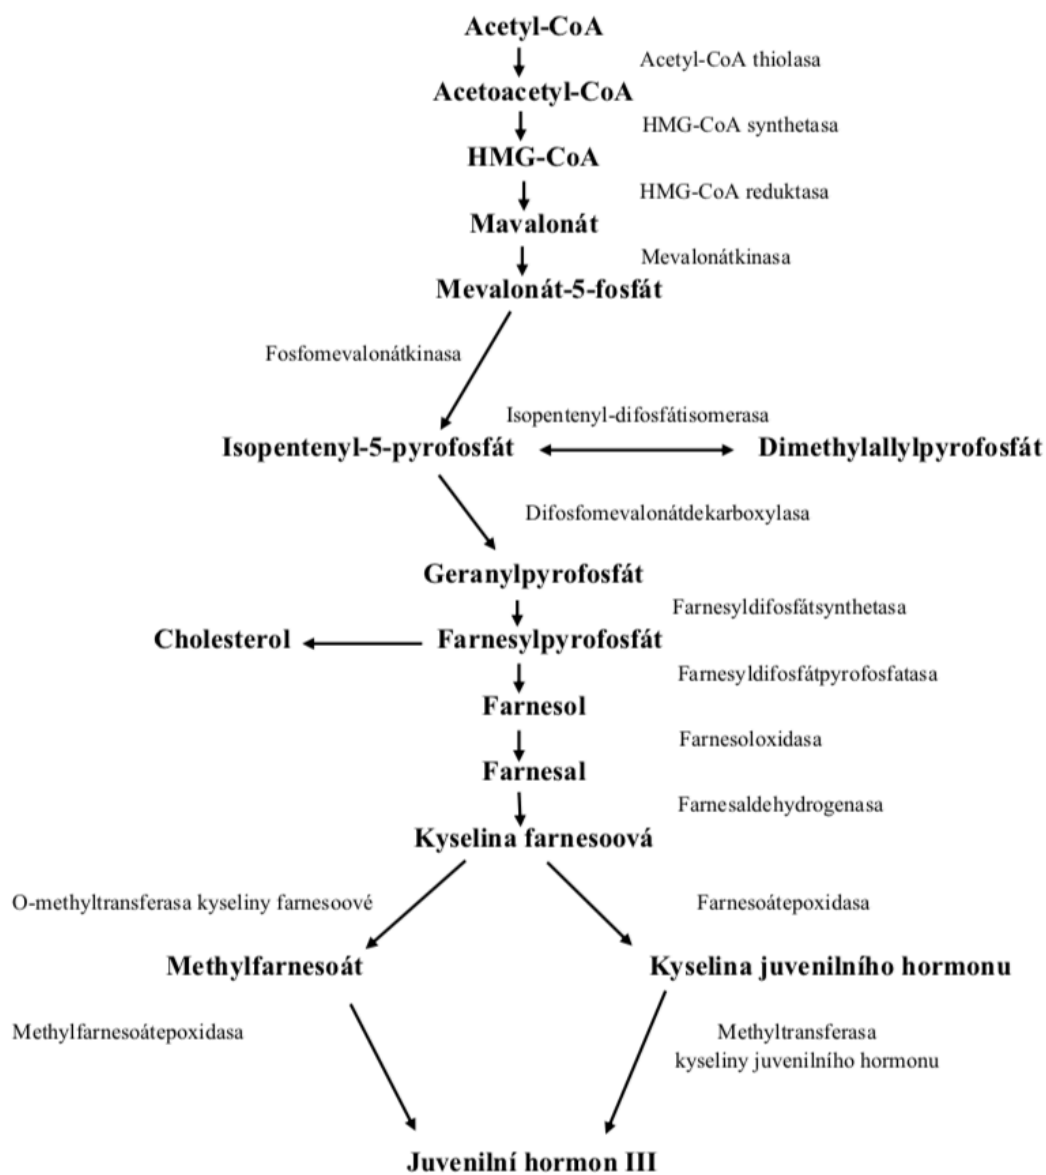 Acetyl-CoA
Acetyl-CoA thiolasa
Acetoacetyl-CoA
HMG-CoA synthetasa
HMG-CoA
HMG-CoA reduktasa
Mavalonát
Mevalonátkinasa
Mevalonát-5-fosfát
Fosfomevalonátkinasa
Isopentenyl-difosfátisomerasa
Isopentenyl-5-pyrofosfát
Dimethylallylpyrofosfát
Difosfomevalonátdekarboxylasa
Geranylpyrofosfát
Farnesyldifosfátsynthetasa
Cholesterol
Farnesylpyrofosfát
Farnesyldifosfátpyrofosfatasa
Farnesol
Farnesoloxidasa
Farnesal
Farnesaldehydrogenasa
Kyselina farnesoová
O-methyltransferasa kyseliny farnesoové
Farnesoátepoxidasa
Methylfarnesoát
Kyselina juvenilního hormonu
Methylfarnesoátepoxidasa
Methyltransferasa
kyseliny juvenilního hormonu
Juvenilní hormon III